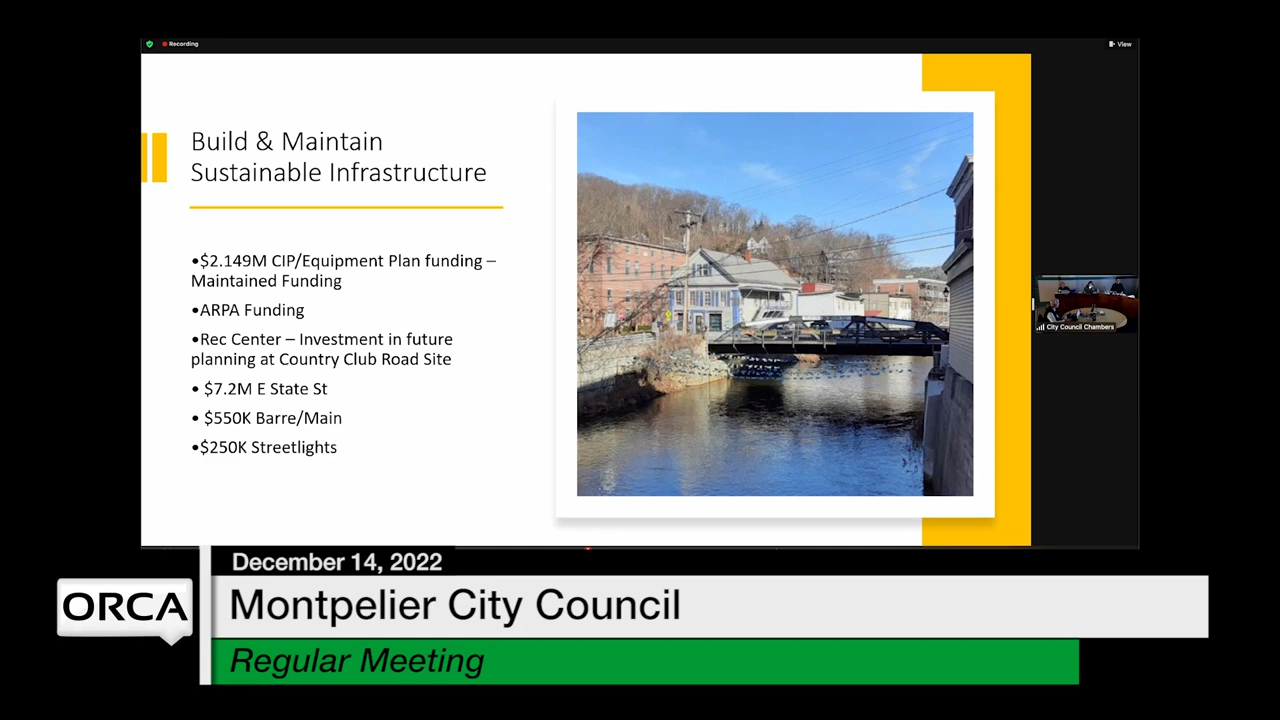 Recording
View
Build & Maintain
Sustainable Infrastructure
•$2.149M CIP/Equipment Plan funding –
Maintained Funding
•ARPA Funding
•Rec Center – Investment in future
planning at Country Club Road Site
• $7.2M E State St
• $550K Barre/Main
•$250K Streetlights
City Council Chambers
December 14, 2022
ORCA
Montpelier City Council
Regular Meeting